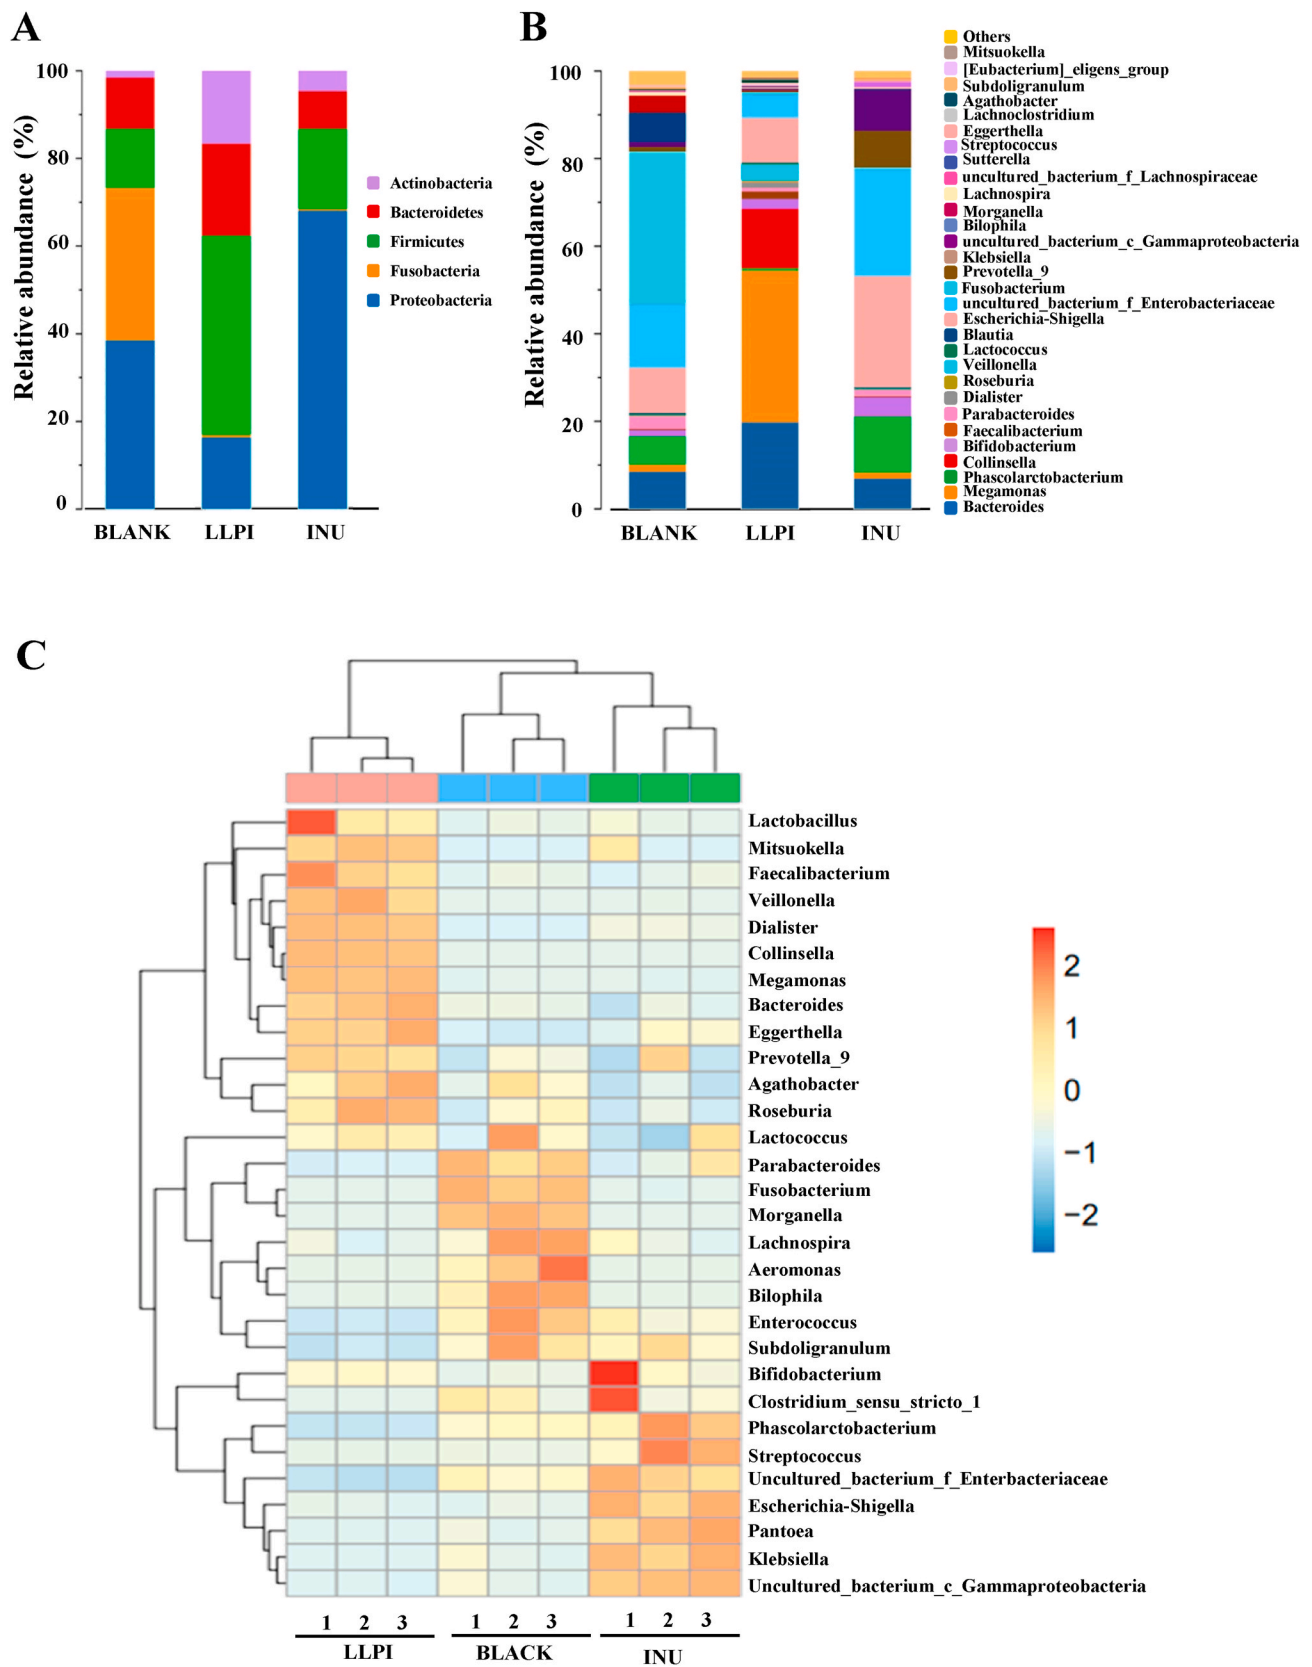 A
Relative abundance (%)
100
80
60
40
20
0
BLANK LLPI INU
Actinobacteria
Bacteroidetes
Firmicutes
Fusobacteria
Proteobacteria
B
Relative abundance (%)
100
80
60
40
20
0
BLANK LLPI INU
Others
Mitsuokella
[Eubacterium]_eligens_group
Subdoligranulum
Agathobacter
Lachnoclostridium
Eggerthella
Streptococcus
Sutterella
uncultured_bacterium_f_Lachnospiraceae
Lachnospira
Morganella
Bilophila
uncultured_bacterium_c_Gammaproteobacteria
Klebsiella
Prevotella_9
Fusobacterium
uncultured_bacterium_f_Enterobacteriaceae
Escherichia-Shigella
Blautia
Lactococcus
Veillonella
Roseburia
Dialister
Parabacteroides
Faecalibacterium
Bifidobacterium
Collinsella
Phascolarctobacterium
Megamonas
Bacteroides
C
Lactobacillus
Mitsuokella
Faecalibacterium
Veillonella
Dialister
Collinsella
Megamonas
Bacteroides
Eggerthella
Prevotella_9
Agathobacter
Roseburia
Lactococcus
Parabacteroides
Fusobacterium
Morganella
Lachnospira
Aeromonas
Bilophila
Enterococcus
Subdoligranulum
Bifidobacterium
Clostridium_sensu_stricto_1
Phascolarctobacterium
Streptococcus
Uncultured_bacterium_f_Enterbacteriaceae
Escherichia-Shigella
Pantoea
Klebsiella
Uncultured_bacterium_c_Gammaproteobacteria
2
1
0
−1
−2
1 2 3 1 2 3 1 2 3
LLPI BLACK INU